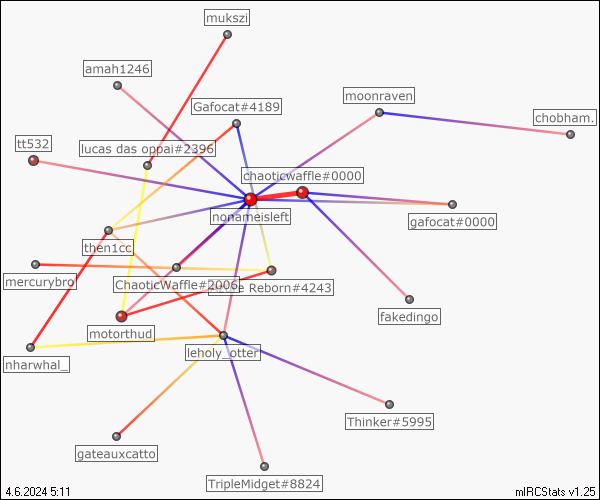 mukszi
amah1246
moonraven
Gafocat#4189
chobham.
tt532
lucas das oppai#2396
chaoticwaffle#0000
nonameisleft
gafocat#0000
then1cc
mercurybro
ChaoticWaffle#2006
Reborn#4243
fakedingo
motorthud
nharwhal_
leholy_otter
Thinker#5995
gateauxcatto
TripleMidget#8824
4.6.2024 5:11
mIRCStats v1.25